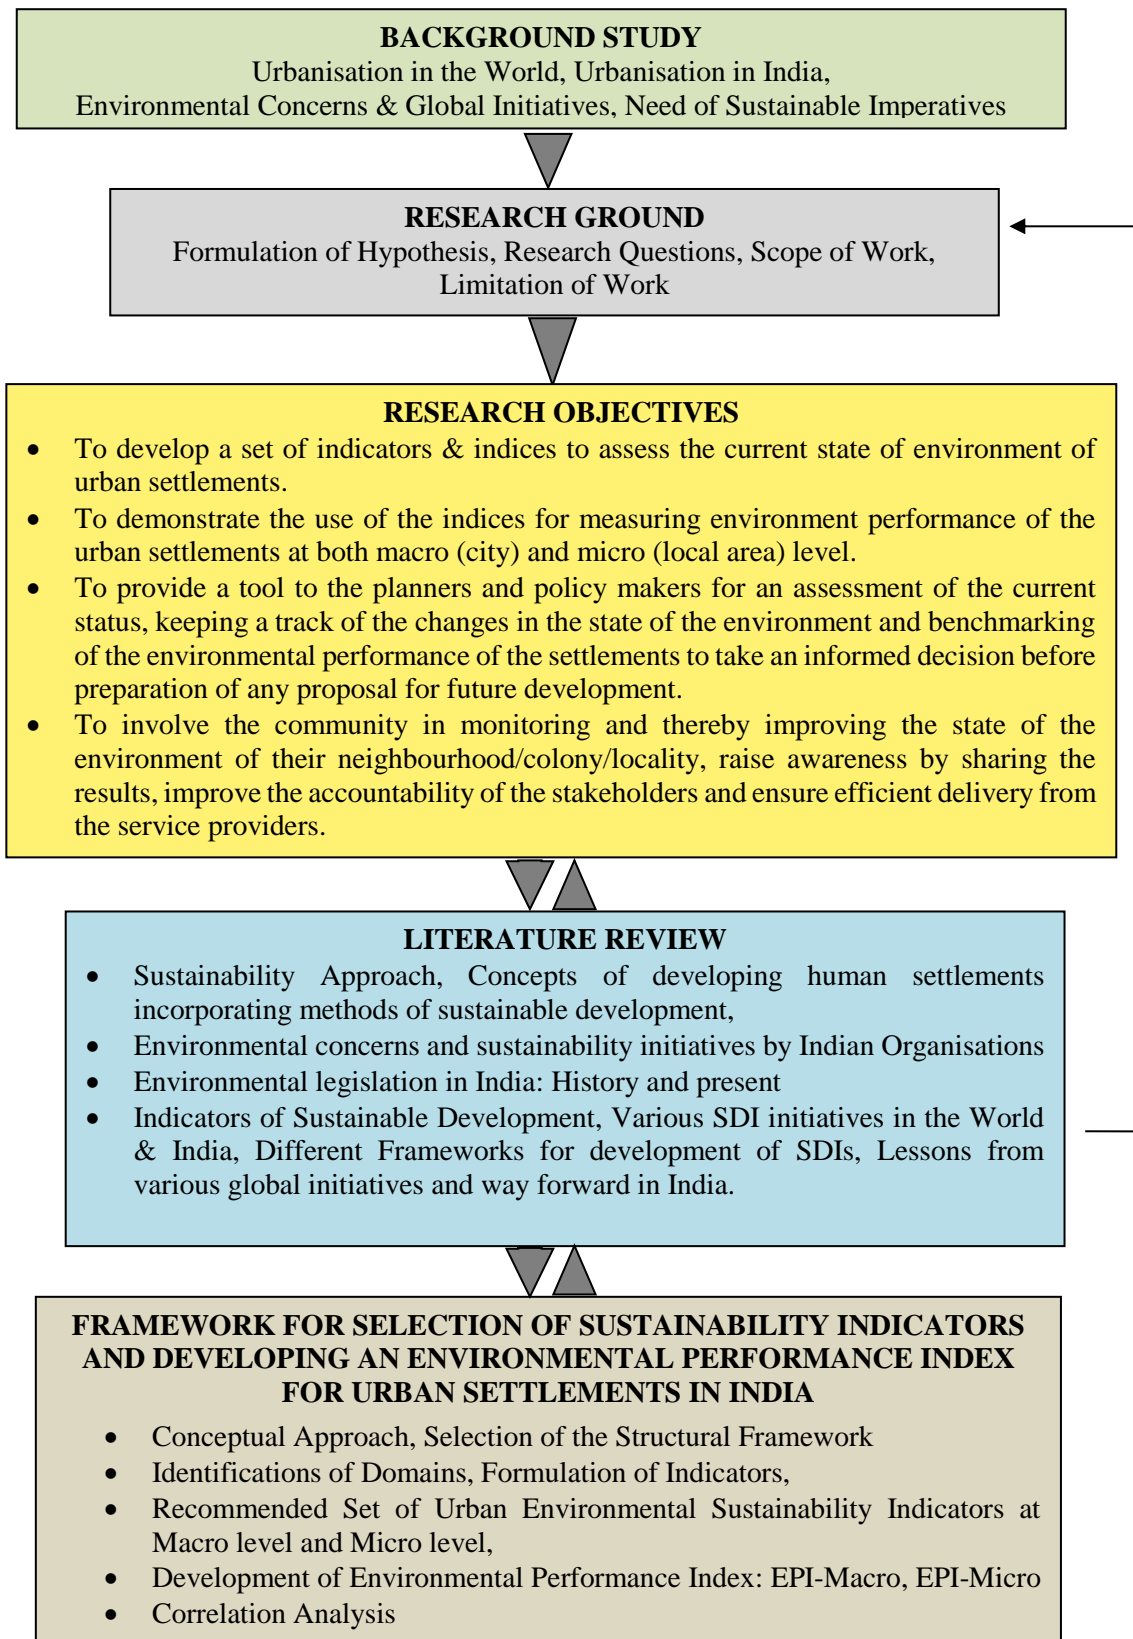 BACKGROUND STUDY
Urbanisation in the World, Urbanisation in India,
Environmental Concerns & Global Initiatives, Need of Sustainable Imperatives
RESEARCH GROUND
Formulation of Hypothesis, Research Questions, Scope of Work,
Limitation of Work
RESEARCH OBJECTIVES
• To develop a set of indicators & indices to assess the current state of environment of
urban settlements.
• To demonstrate the use of the indices for measuring environment performance of the
urban settlements at both macro (city) and micro (local area) level.
• To provide a tool to the planners and policy makers for an assessment of the current
status, keeping a track of the changes in the state of the environment and benchmarking
of the environmental performance of the settlements to take an informed decision before
preparation of any proposal for future development.
• To involve the community in monitoring and thereby improving the state of the
environment of their neighbourhood/colony/locality, raise awareness by sharing the
results, improve the accountability of the stakeholders and ensure efficient delivery from
the service providers.
LITERATURE REVIEW
• Sustainability Approach, Concepts of developing human settlements
incorporating methods of sustainable development,
• Environmental concerns and sustainability initiatives by Indian Organisations
• Environmental legislation in India: History and present
• Indicators of Sustainable Development, Various SDI initiatives in the World
& India, Different Frameworks for development of SDIs, Lessons from
various global initiatives and way forward in India.
FRAMEWORK FOR SELECTION OF SUSTAINABILITY INDICATORS
AND DEVELOPING AN ENVIRONMENTAL PERFORMANCE INDEX
FOR URBAN SETTLEMENTS IN INDIA
• Conceptual Approach, Selection of the Structural Framework
• Identifications of Domains, Formulation of Indicators,
• Recommended Set of Urban Environmental Sustainability Indicators at
Macro level and Micro level,
• Development of Environmental Performance Index: EPI-Macro, EPI-Micro
• Correlation Analysis